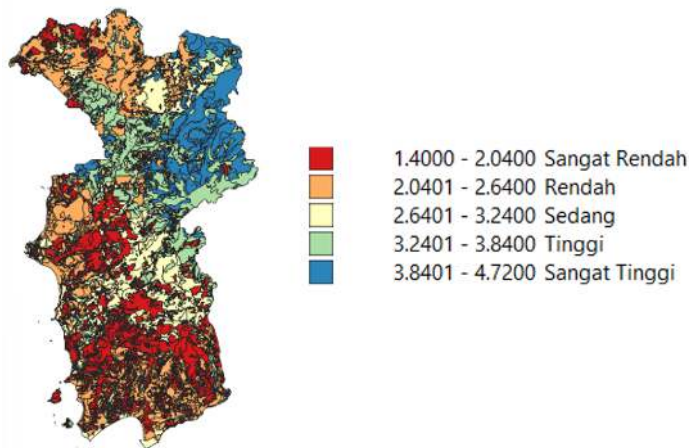 1.4000 - 2.0400 Sangat Rendah
2.0401 - 2.6400 Rendah
2.6401 - 3.2400 Sedang
3.2401 - 3.8400 Tinggi
3.8401 - 4.7200 Sangat Tinggi